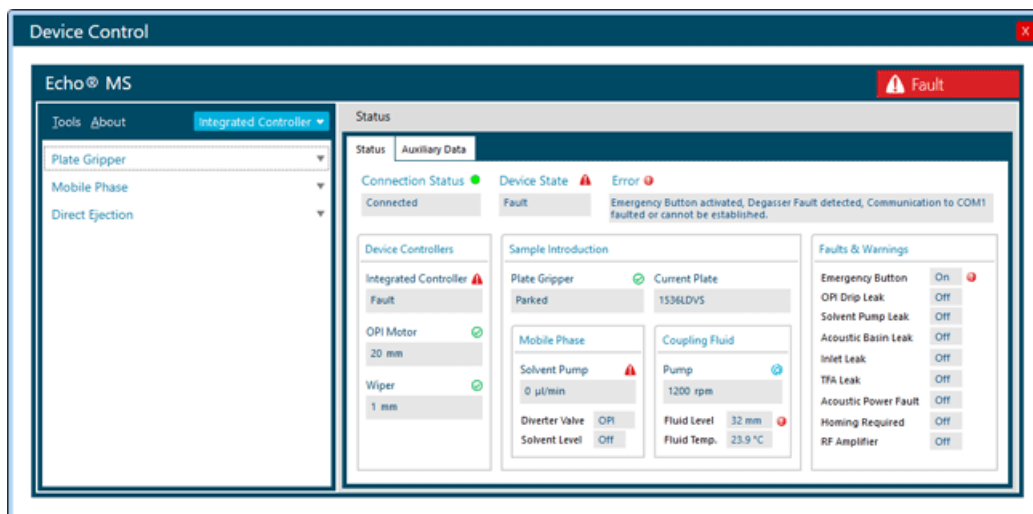 Device Control
X
Echo® MS
Fault
Tools About
Integrated Controller
Plate Gripper
Mobile Phase
Direct Ejection
Status
Status
Auxiliary Data
Connection Status
Connected
Device State
Fault
Error
Emergency Button activated, Degasser Fault detected, Communication to COM1
faulted or cannot be established.
Device Controllers
Integrated Controller
Fault
OPI Motor
20 mm
Wiper
1 mm
Sample Introduction
Plate Gripper
Parked
Current Plate
1536LDVS
Mobile Phase
Solvent Pump
0 µl/min
Diverter Valve OPI
Solvent Level Off
Coupling Fluid
Pump
1200 rpm
Fluid Level 32 mm
Fluid Temp. 23.9 °C
Faults & Warnings
Emergency Button On
OPI Drip Leak Off
Solvent Pump Leak Off
Acoustic Basin Leak Off
Inlet Leak Off
TFA Leak Off
Acoustic Power Fault Off
Homing Required Off
RF Amplifier Off